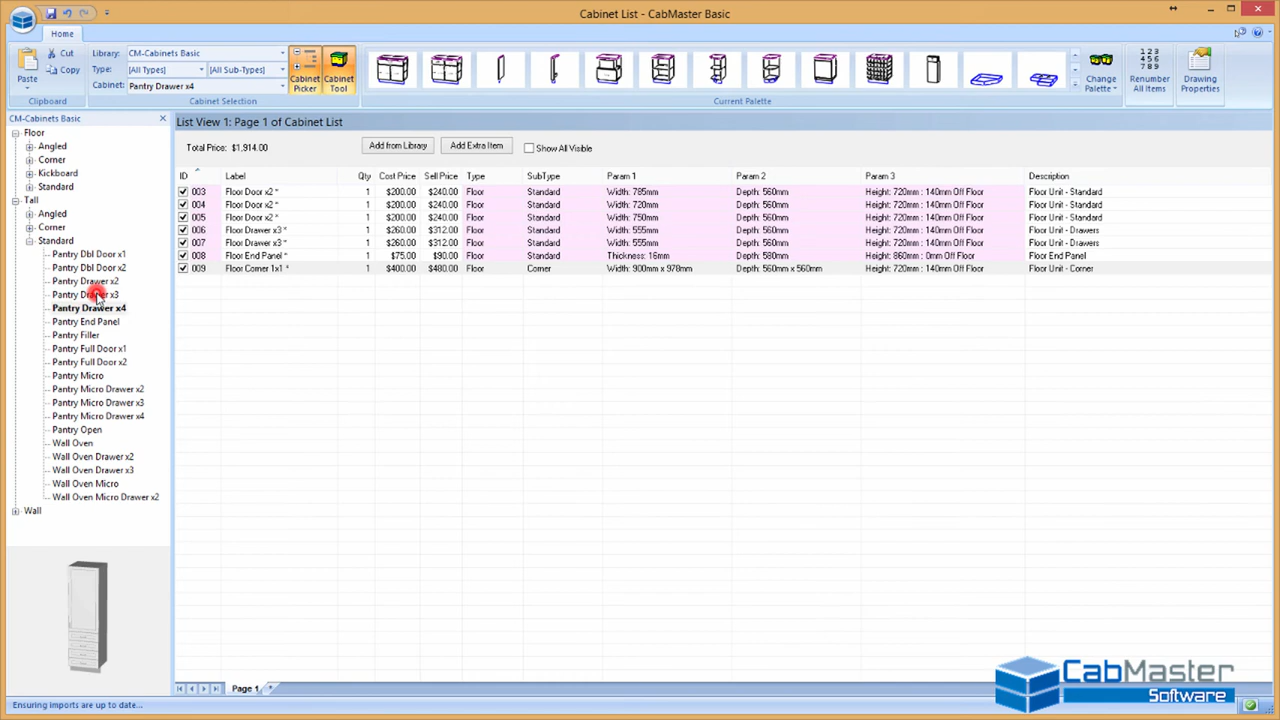 Cabinet List - CabMaster Basic
Home
Paste
Cut
Copy
Clipboard
Library: CM-Cabinets Basic
Type: [All Types] [All Sub-Types]
Cabinet: Pantry Drawer x4
Cabinet Selection
Cabinet Picker
Cabinet Tool
Current Palette
Change Palette
1 2 3
4 5 6
7 8 9
Renumber All Items
Drawing Properties
CM-Cabinets Basic
Floor
Angled
Corner
Kickboard
Standard
Tall
Angled
Corner
Standard
Pantry Dbl Door x1
Pantry Dbl Door x2
Pantry Drawer x2
Pantry Drawer x3
Pantry Drawer x4
Pantry End Panel
Pantry Filler
Pantry Full Door x1
Pantry Full Door x2
Pantry Micro
Pantry Micro Drawer x2
Pantry Micro Drawer x3
Pantry Micro Drawer x4
Pantry Open
Wall Oven
Wall Oven Drawer x2
Wall Oven Drawer x3
Wall Oven Micro
Wall Oven Micro Drawer x2
Wall
List View 1: Page 1 of Cabinet List
Total Price: $1,914.00 Add from Library Add Extra Item Show All Visible
ID Label Qty Cost Price Sell Price Type SubType Param 1 Param 2 Param 3 Description
003 Floor Door x2 * 1 $200.00 $240.00 Floor Standard Width: 785mm Depth: 560mm Height: 720mm : 140mm Off Floor Floor Unit - Standard
004 Floor Door x2 * 1 $200.00 $240.00 Floor Standard Width: 720mm Depth: 560mm Height: 720mm : 140mm Off Floor Floor Unit - Standard
005 Floor Door x2 * 1 $200.00 $240.00 Floor Standard Width: 750mm Depth: 560mm Height: 720mm : 140mm Off Floor Floor Unit - Standard
006 Floor Drawer x3 * 1 $260.00 $312.00 Floor Standard Width: 555mm Depth: 560mm Height: 720mm : 140mm Off Floor Floor Unit - Drawers
007 Floor Drawer x3 * 1 $260.00 $312.00 Floor Standard Width: 555mm Depth: 560mm Height: 720mm : 140mm Off Floor Floor Unit - Drawers
008 Floor End Panel * 1 $75.00 $90.00 Floor Standard Thickness: 16mm Depth: 580mm Height: 860mm : 0mm Off Floor Floor End Panel
009 Floor Corner 1x1 * 1 $400.00 $480.00 Floor Corner Width: 900mm x 978mm Depth: 560mm x 560mm Height: 720mm : 140mm Off Floor Floor Unit - Corner
Page 1
CabMaster
Software
Ensuring imports are up to date...